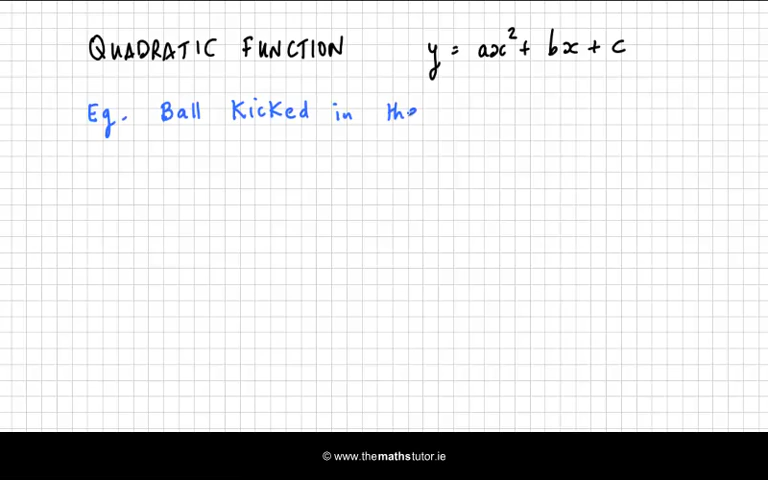 QUADRATIC FUNCTION y = ax² + bx + c
Eg. Ball Kicked in the
© www.themathstutor.ie